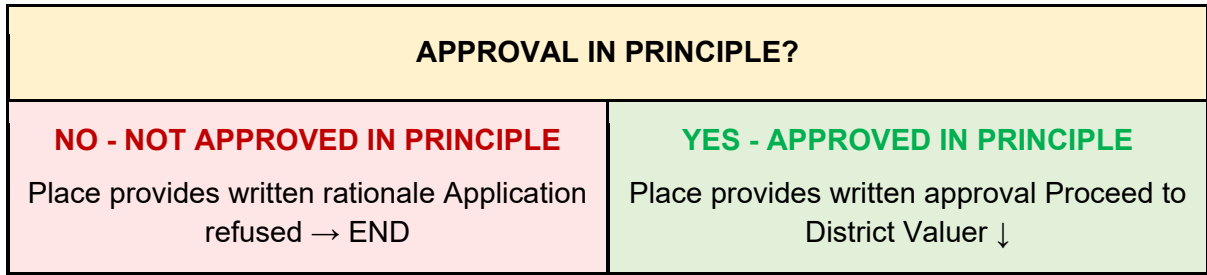 APPROVAL IN PRINCIPLE?
NO - NOT APPROVED IN PRINCIPLE
Place provides written rationale Application
refused → END
YES - APPROVED IN PRINCIPLE
Place provides written approval Proceed to
District Valuer ↓